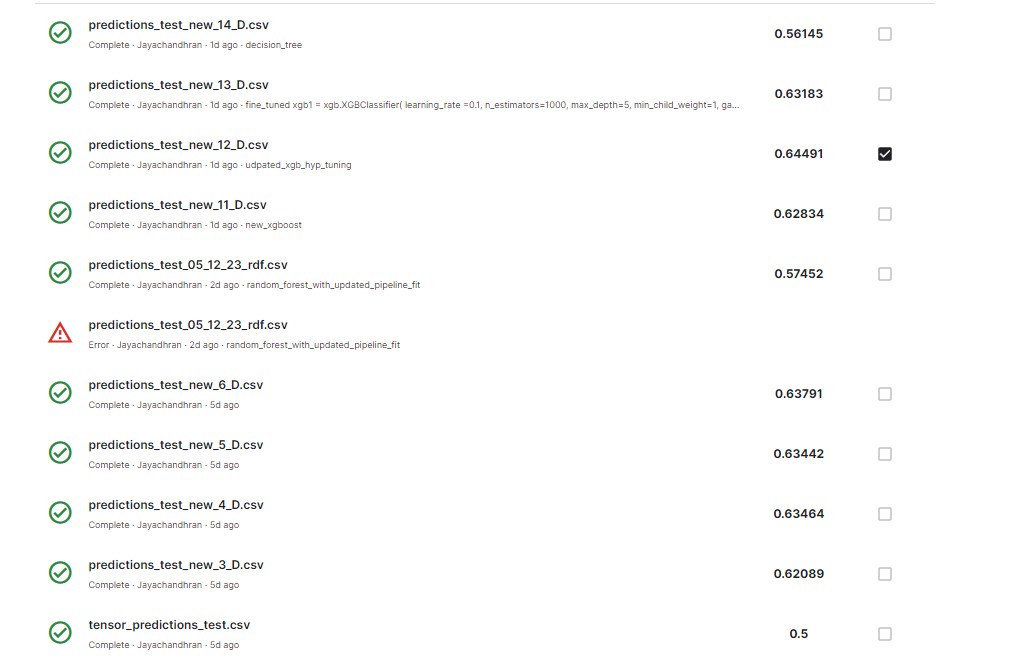 predictions_test_new_14_D.csv
Complete · Jayachandhran · 1d ago · decision_tree
0.56145
predictions_test_new_13_D.csv
Complete · Jayachandhran · 1d ago · fine_tuned xgb1 = xgb.XGBClassifier( learning_rate =0.1, n_estimators=1000, max_depth=5, min_child_weight=1, ga...
0.63183
predictions_test_new_12_D.csv
Complete · Jayachandhran · 1d ago · udpated_xgb_hyp_tuning
0.64491
predictions_test_new_11_D.csv
Complete · Jayachandhran · 1d ago · new_xgboost
0.62834
predictions_test_05_12_23_rdf.csv
Complete · Jayachandhran · 2d ago · random_forest_with_updated_pipeline_fit
0.57452
predictions_test_05_12_23_rdf.csv
Error · Jayachandhran · 2d ago · random_forest_with_updated_pipeline_fit
predictions_test_new_6_D.csv
Complete · Jayachandhran · 5d ago
0.63791
predictions_test_new_5_D.csv
Complete · Jayachandhran · 5d ago
0.63442
predictions_test_new_4_D.csv
Complete · Jayachandhran · 5d ago
0.63464
predictions_test_new_3_D.csv
Complete · Jayachandhran · 5d ago
0.62089
tensor_predictions_test.csv
Complete · Jayachandhran · 5d ago
0.5